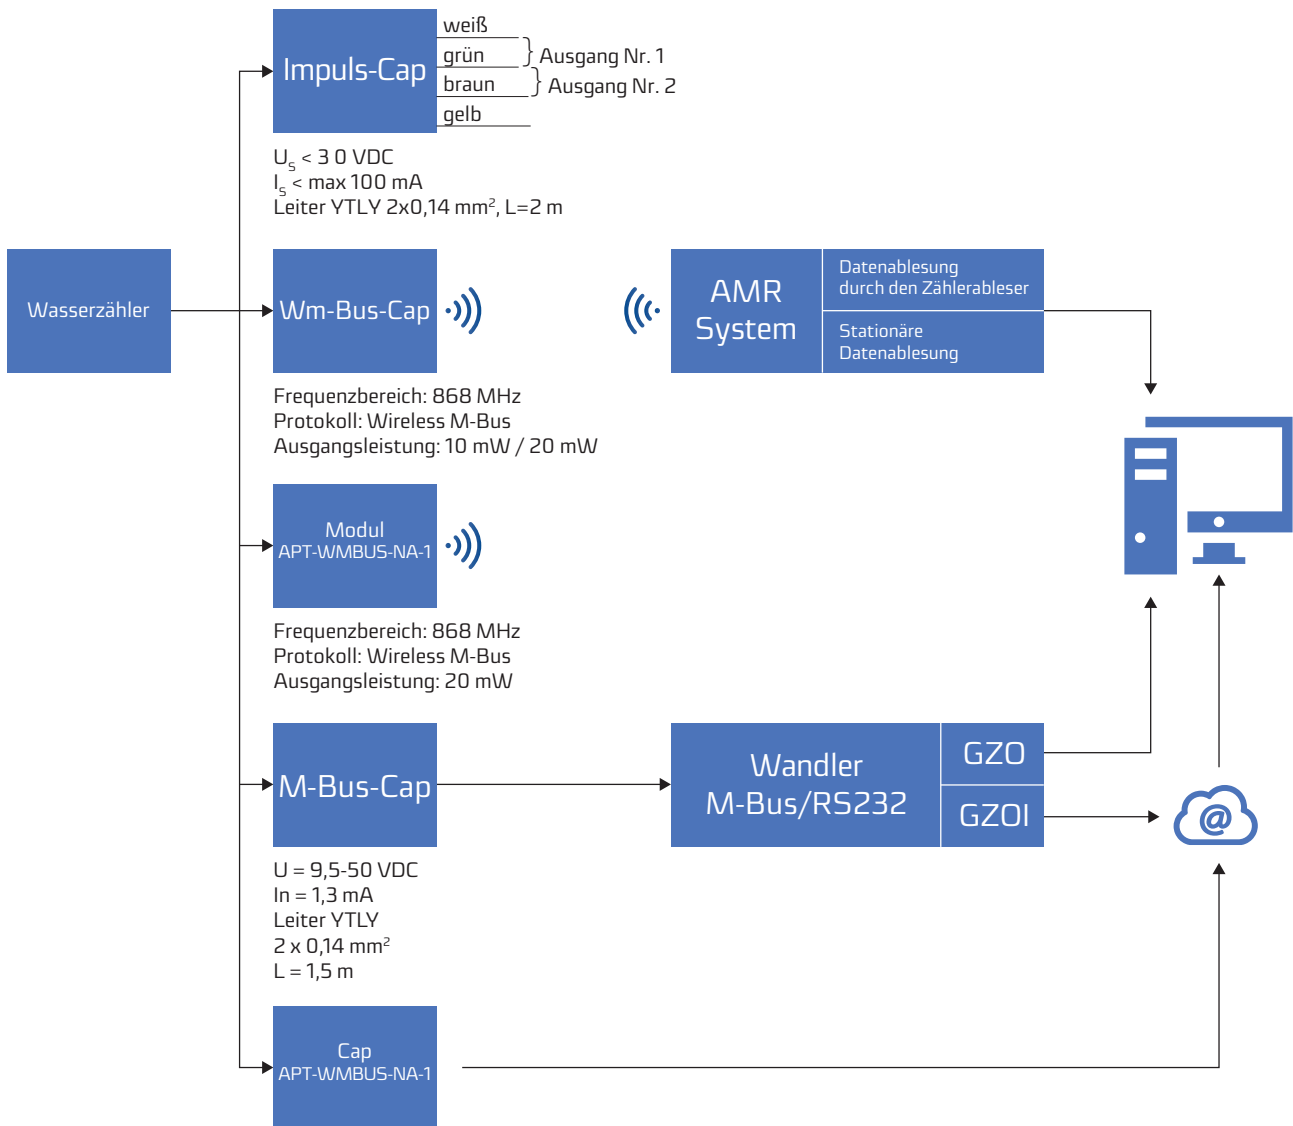 weiß
grün
braun
gelb
Ausgang Nr. 1
Ausgang Nr. 2
Impuls-Cap
U_S < 3 0 VDC
I_S < max 100 mA
Leiter YTLY 2x0,14 mm², L=2 m
Wasserzähler
Wm-Bus-Cap
AMR
System
Datenablesung
durch den Zählerableser
Stationäre
Datenablesung
Frequenzbereich: 868 MHz
Protokoll: Wireless M-Bus
Ausgangsleistung: 10 mW / 20 mW
Modul
APT-WMBUS-NA-1
Frequenzbereich: 868 MHz
Protokoll: Wireless M-Bus
Ausgangsleistung: 20 mW
M-Bus-Cap
Wandler
M-Bus/RS232
GZO
GZOI
@
U = 9,5-50 VDC
In = 1,3 mA
Leiter YTLY
2 x 0,14 mm²
L = 1,5 m
Cap
APT-WMBUS-NA-1